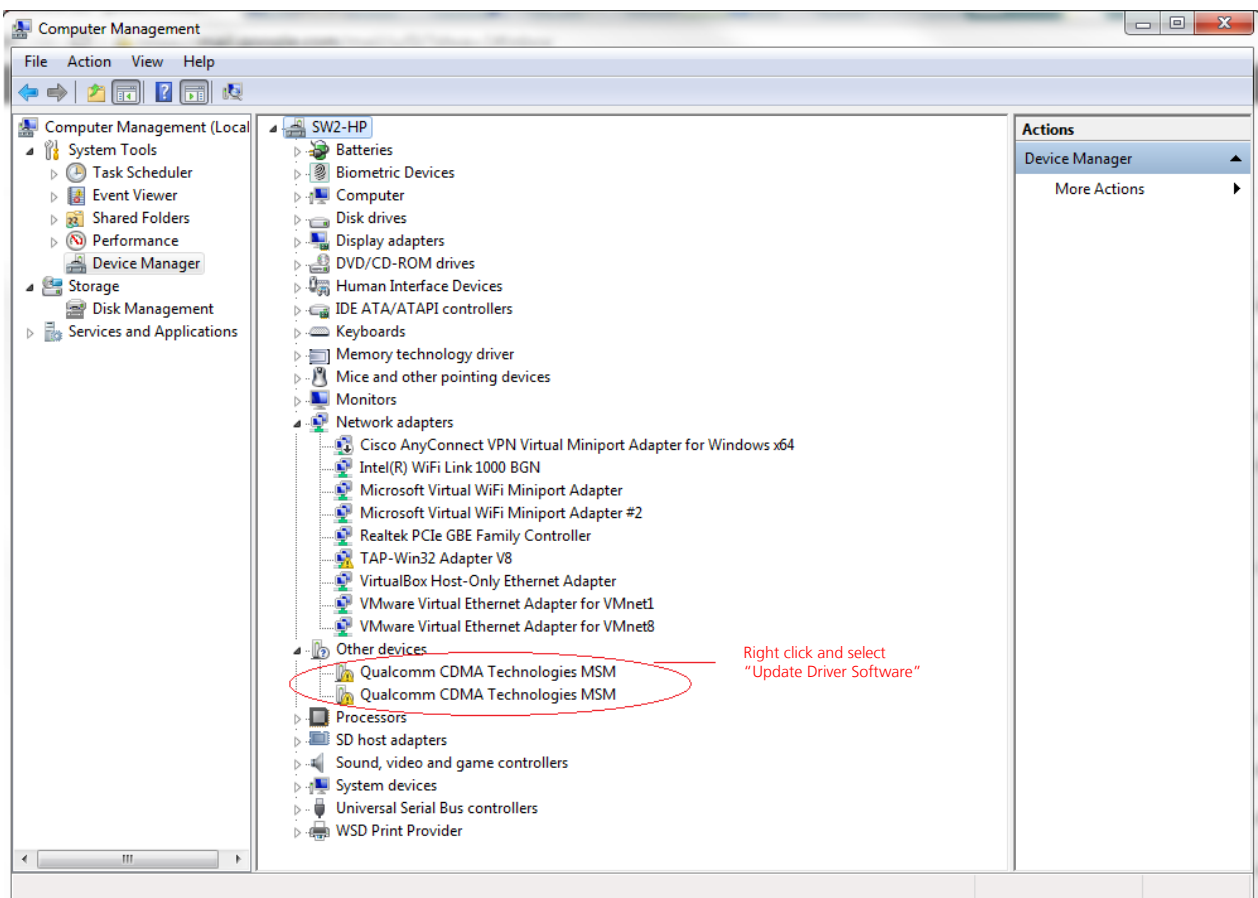 Computer Management
File Action View Help
Computer Management (Local
System Tools
Task Scheduler
Event Viewer
Shared Folders
Performance
Device Manager
Storage
Disk Management
Services and Applications
SW2-HP
Batteries
Biometric Devices
Computer
Disk drives
Display adapters
DVD/CD-ROM drives
Human Interface Devices
IDE ATA/ATAPI controllers
Keyboards
Memory technology driver
Mice and other pointing devices
Monitors
Network adapters
Cisco AnyConnect VPN Virtual Miniport Adapter for Windows x64
Intel(R) WiFi Link 1000 BGN
Microsoft Virtual WiFi Miniport Adapter
Microsoft Virtual WiFi Miniport Adapter #2
Realtek PCIe GBE Family Controller
TAP-Win32 Adapter V8
VirtualBox Host-Only Ethernet Adapter
VMware Virtual Ethernet Adapter for VMnet1
VMware Virtual Ethernet Adapter for VMnet8
Other devices
Qualcomm CDMA Technologies MSM
Qualcomm CDMA Technologies MSM
Processors
SD host adapters
Sound, video and game controllers
System devices
Universal Serial Bus controllers
WSD Print Provider
Right click and select
“Update Driver Software”
Actions
Device Manager
More Actions